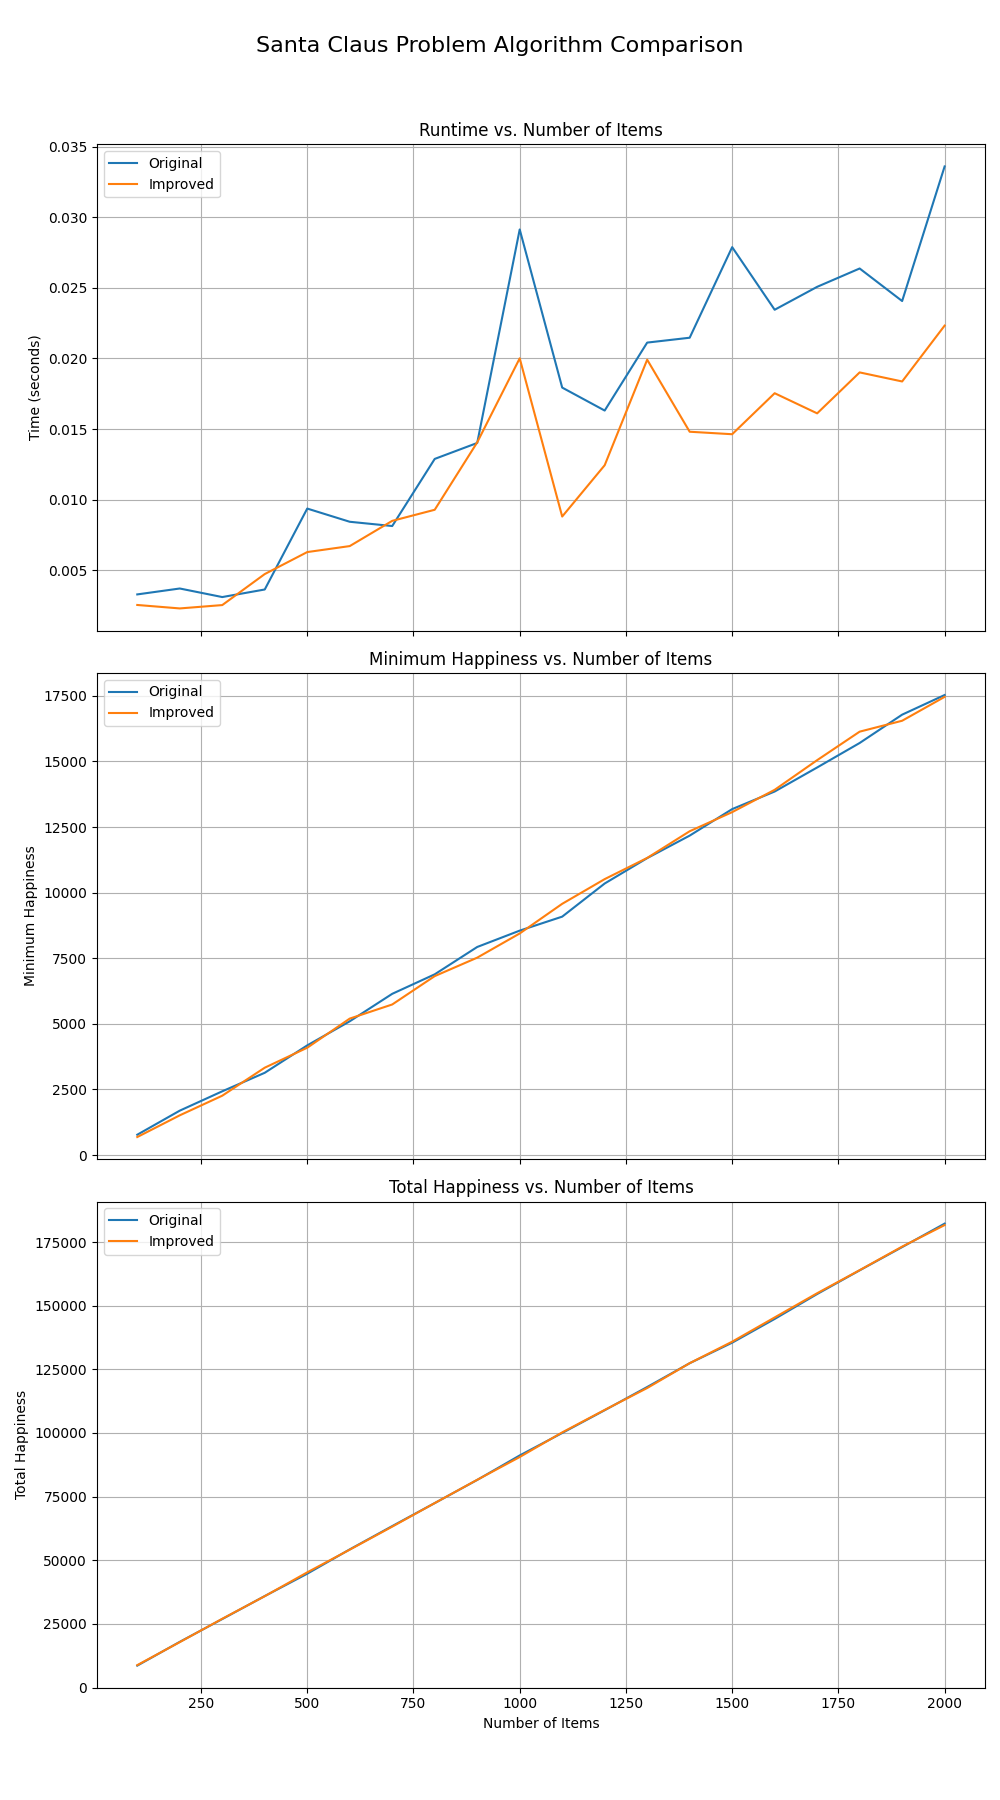 Santa Claus Problem Algorithm Comparison
Runtime vs. Number of Items
Original
Improved
0.035
0.030
0.025
0.020
0.015
0.010
0.005
Time (seconds)
Minimum Happiness vs. Number of Items
Original
Improved
17500
15000
12500
10000
7500
5000
2500
0
Minimum Happiness
Total Happiness vs. Number of Items
Original
Improved
175000
150000
125000
100000
75000
50000
25000
0
Total Happiness
250 500 750 1000 1250 1500 1750 2000
Number of Items